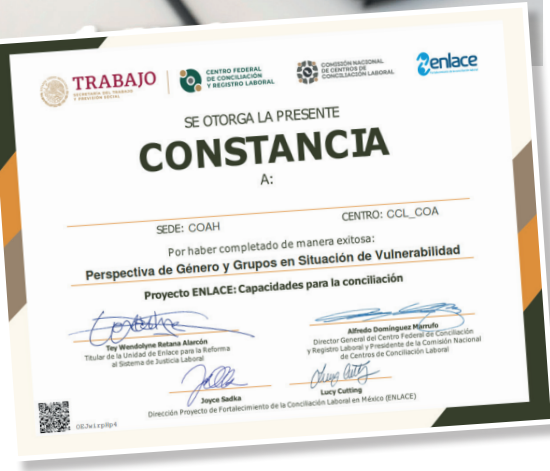 TRABAJO
SECRETARÍA DEL TRABAJO
Y PREVISIÓN SOCIAL
CENTRO FEDERAL
DE CONCILIACIÓN
Y REGISTRO LABORAL
COMISIÓN NACIONAL
DE CENTROS DE
CONCILIACIÓN LABORAL
enlace
SE OTORGA LA PRESENTE
CONSTANCIA
A:
SEDE: COAH
CENTRO: CCL_COA
Por haber completado de manera exitosa:
Perspectiva de Género y Grupos en Situación de Vulnerabilidad
Proyecto ENLACE: Capacidades para la conciliación
Tey Wendolyne Retana Alarcón
Titular de la Unidad de Enlace para la Reforma
al Sistema de Justicia Laboral
Alfredo Domínguez Marrufo
Director General del Centro Federal de Conciliación
y Registro Laboral y Presidente de la Comisión Nacional
de Centros de Conciliación Laboral
Joyce Sadka
Lucy Cutting
Dirección Proyecto de Fortalecimiento de la Conciliación Laboral en México (ENLACE)